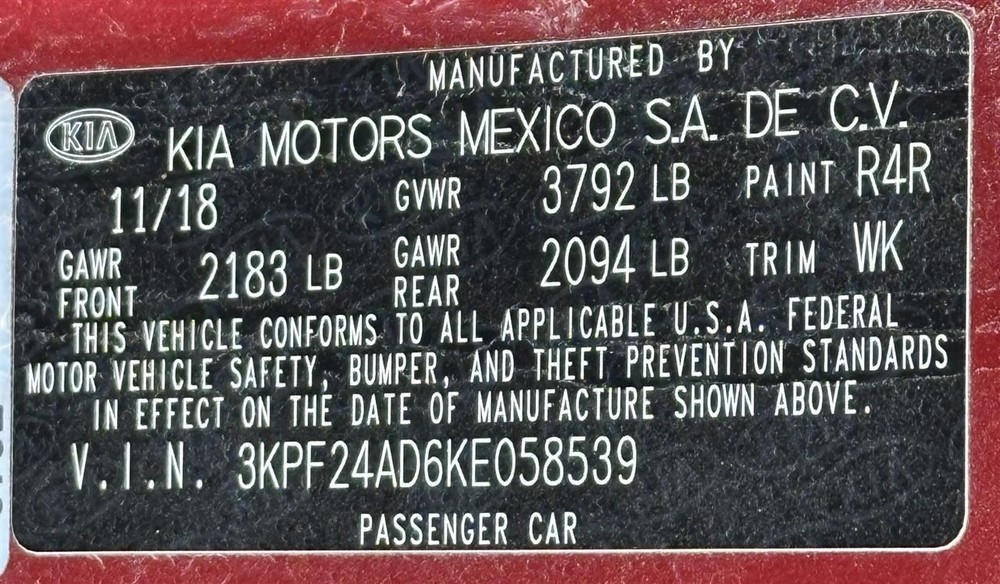 MANUFACTURED BY
KIA KIA MOTORS MEXICO S.A. DE C.V.
11/18 GVWR 3792 LB PAINT R4R
GAWR FRONT 2183 LB GAWR REAR 2094 LB TRIM WK
THIS VEHICLE CONFORMS TO ALL APPLICABLE U.S.A. FEDERAL
MOTOR VEHICLE SAFETY, BUMPER, AND THEFT PREVENTION STANDARDS
IN EFFECT ON THE DATE OF MANUFACTURE SHOWN ABOVE.
V.I.N. 3KPF24AD6KE058539
PASSENGER CAR